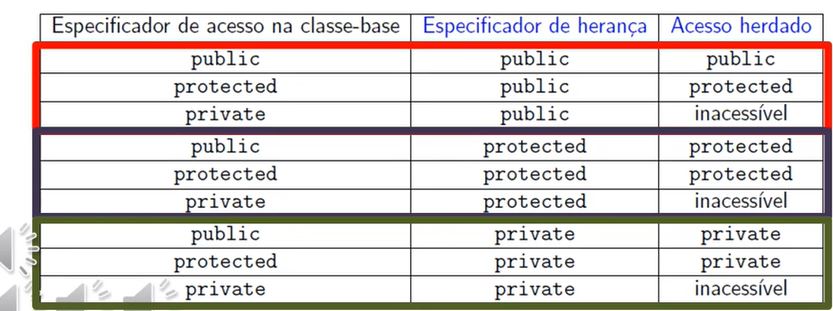 Especificador de acesso na classe-base Especificador de herança Acesso herdado
public public public
protected public protected
private public inacessível
public protected protected
protected protected protected
private protected inacessível
public private private
protected private private
private private inacessível